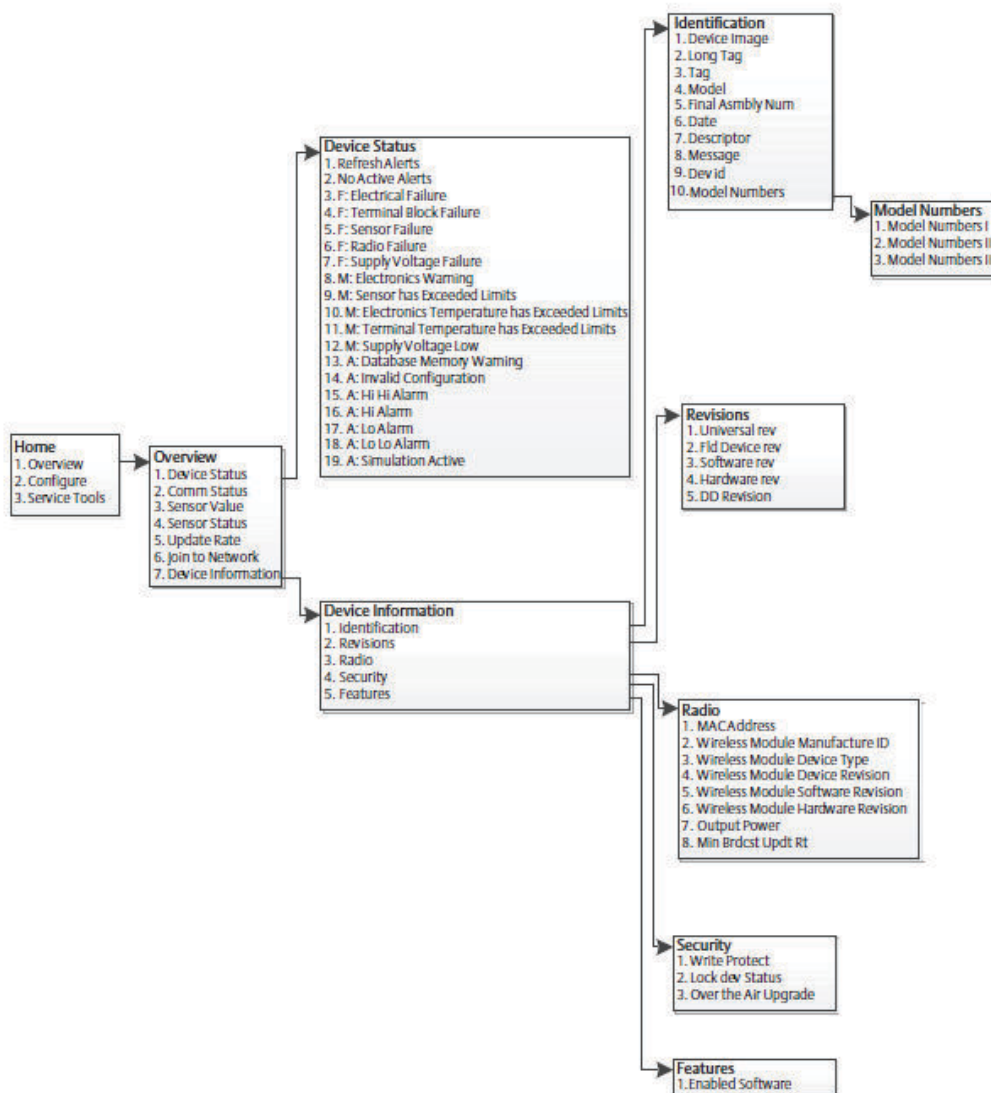 Home
1. Overview
2. Configure
3. Service Tools
Overview
1. Device Status
2. Comm Status
3. Sensor Value
4. Sensor Status
5. Update Rate
6. Join to Network
7. Device Information
Device Status
1. Refresh Alerts
2. No Active Alerts
3. F: Electrical Failure
4. F: Terminal Block Failure
5. F: Sensor Failure
6. F: Radio Failure
7. F: Supply Voltage Failure
8. M: Electronics Warning
9. M: Sensor has Exceeded Limits
10. M: Electronics Temperature has Exceeded Limits
11. M: Terminal Temperature has Exceeded Limits
12. M: Supply Voltage Low
13. A: Database Memory Warning
14. A: Invalid Configuration
15. A: Hi Hi Alarm
16. A: Hi Alarm
17. A: Lo Alarm
18. A: Lo Lo Alarm
19. A: Simulation Active
Device Information
1. Identification
2. Revisions
3. Radio
4. Security
5. Features
Identification
1. Device Image
2. Long Tag
3. Tag
4. Model
5. Final Asmbly Num
6. Date
7. Descriptor
8. Message
9. Dev id
10. Model Numbers
Model Numbers
1. Model Numbers I
2. Model Numbers II
3. Model Numbers II
Revisions
1. Universal rev
2. Fld Device rev
3. Software rev
4. Hardware rev
5. DD Revision
Radio
1. MAC Address
2. Wireless Module Manufacture ID
3. Wireless Module Device Type
4. Wireless Module Device Revision
5. Wireless Module Software Revision
6. Wireless Module Hardware Revision
7. Output Power
8. Min Brdcst Updt Rt
Security
1. Write Protect
2. Lock dev Status
3. Over the Air Upgrade
Features
1. Enabled Software